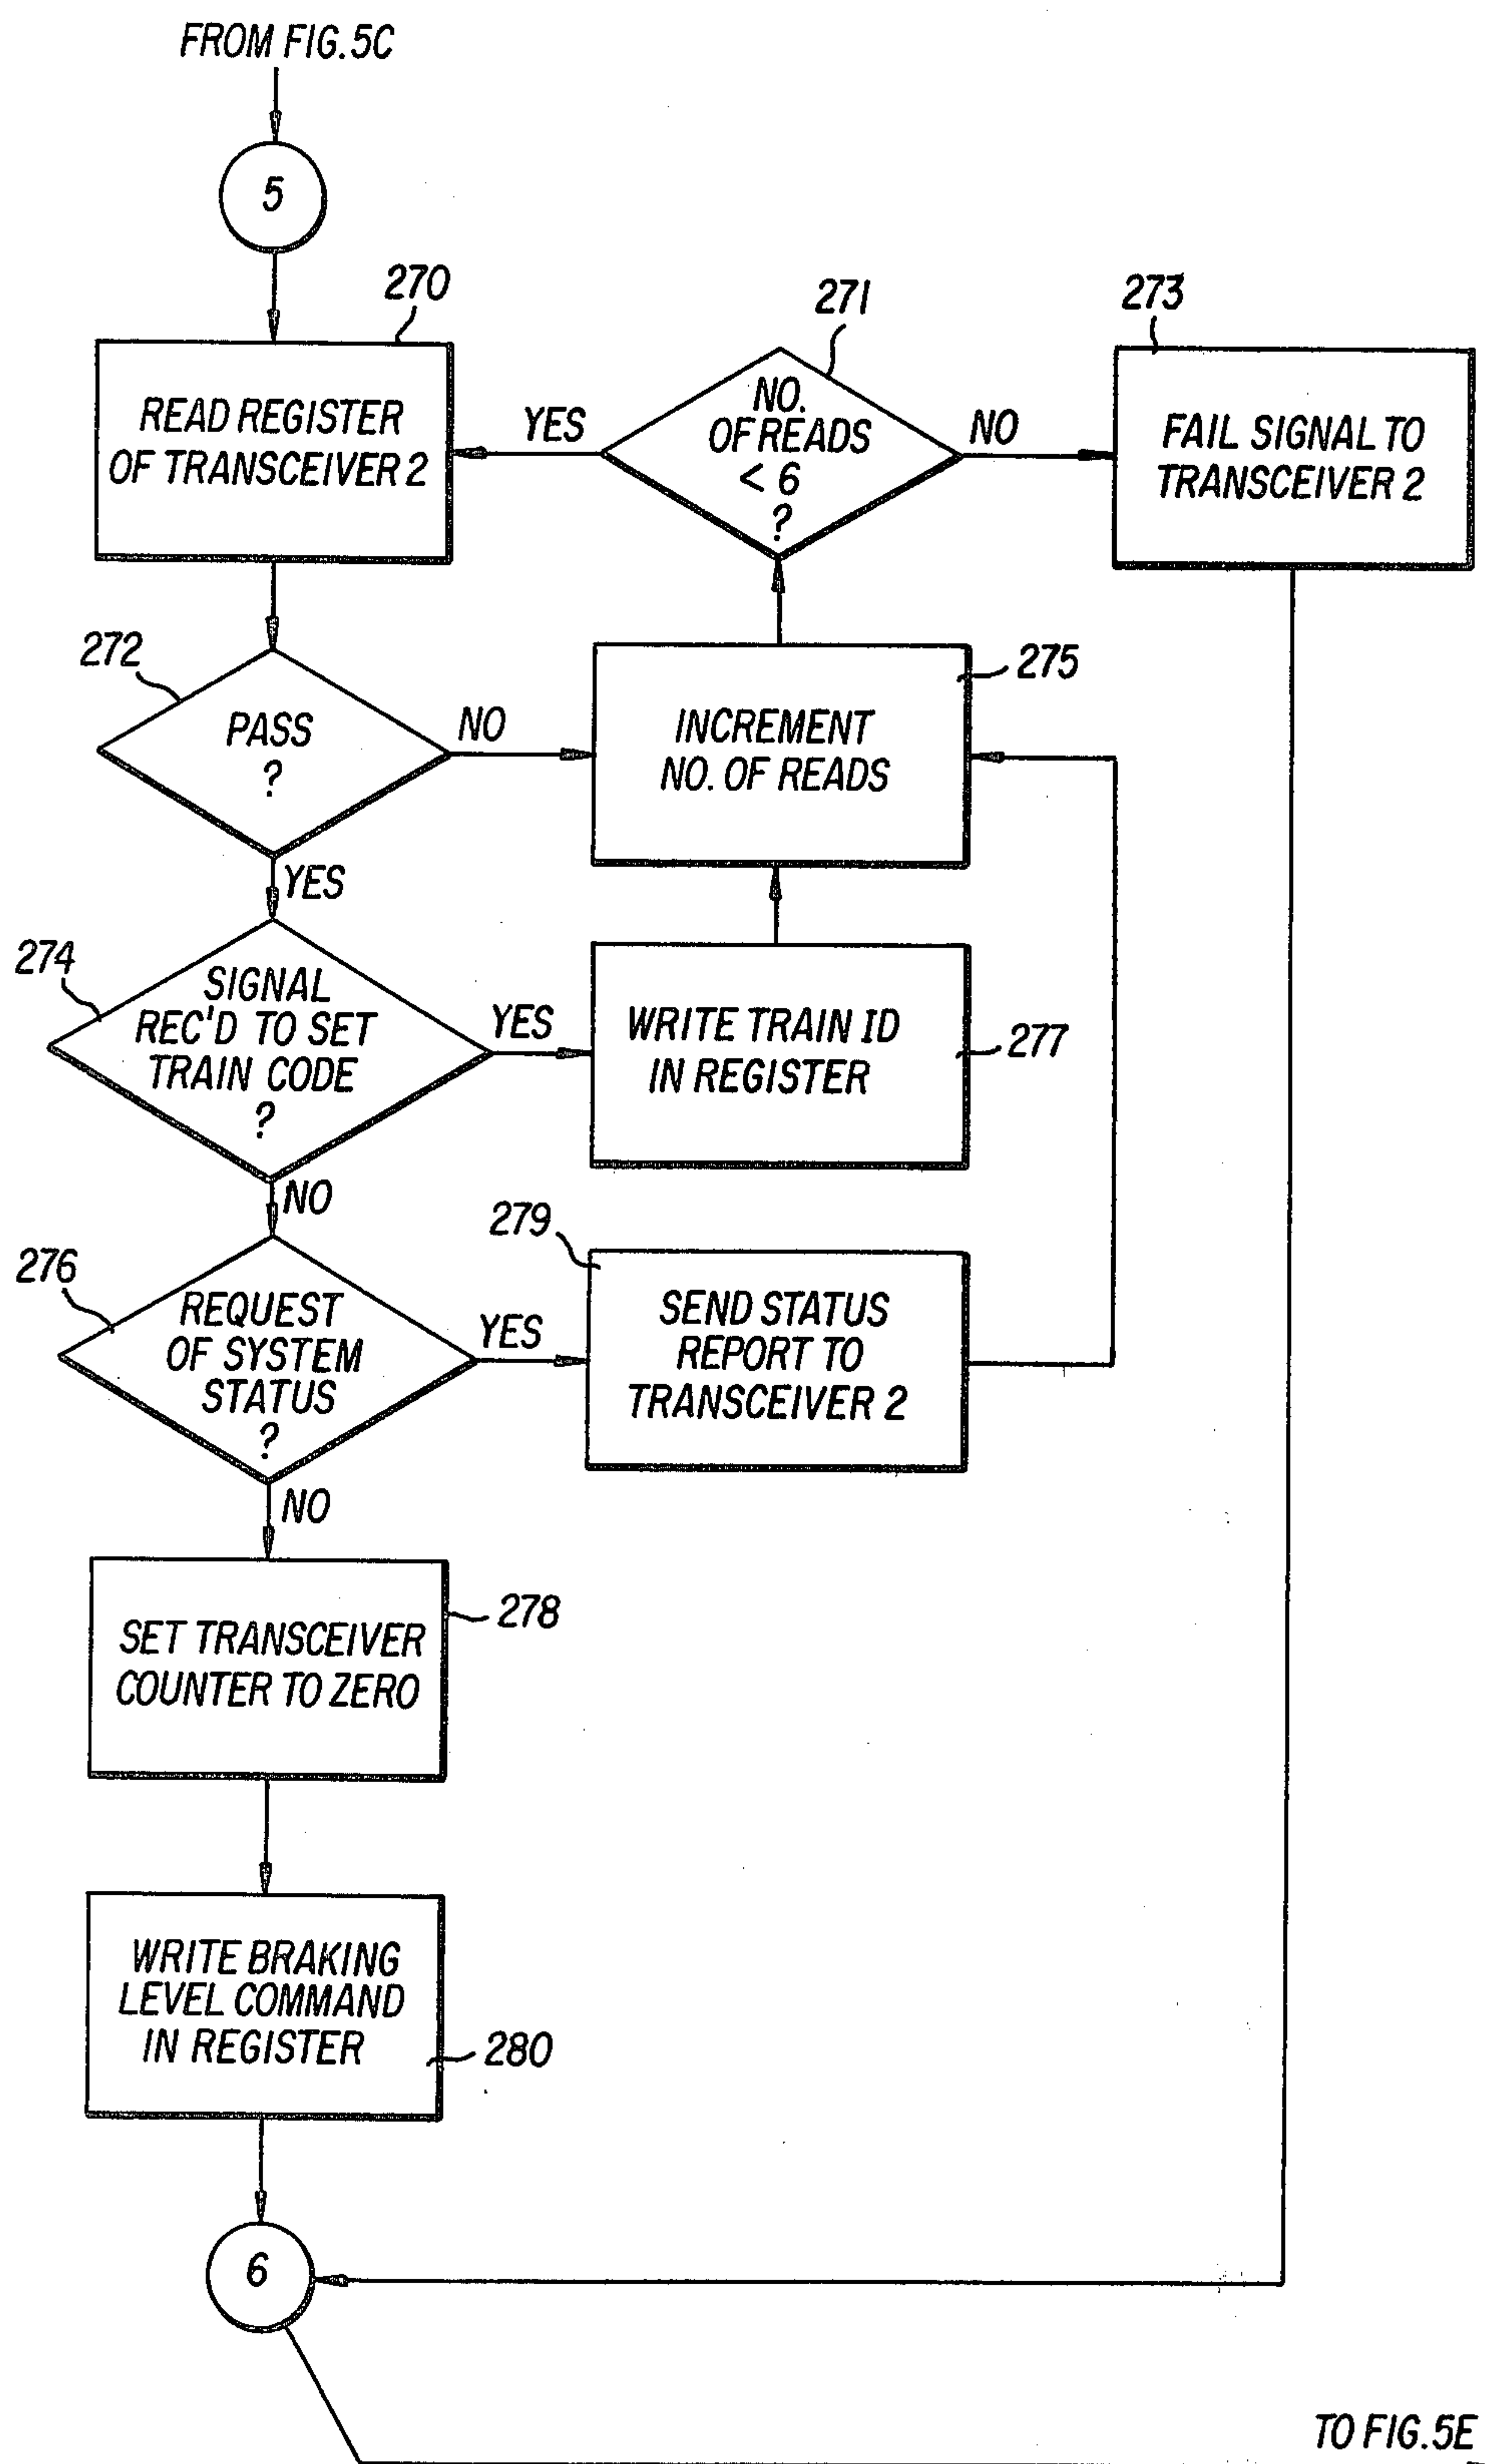 FROM FIG. 5C
5
270
271
273
READ REGISTER
OF TRANSCEIVER 2
YES
NO.
OF READS
< 6
?
NO
FAIL SIGNAL TO
TRANSCEIVER 2
272
PASS
?
NO
275
INCREMENT
NO. OF READS
YES
274
SIGNAL
REC'D TO SET
TRAIN CODE
?
YES
WRITE TRAIN ID
IN REGISTER
277
NO
276
REQUEST
OF SYSTEM
STATUS
?
YES
279
SEND STATUS
REPORT TO
TRANSCEIVER 2
NO
278
SET TRANSCEIVER
COUNTER TO ZERO
WRITE BRAKING
LEVEL COMMAND
IN REGISTER
280
6
TO FIG. 5E